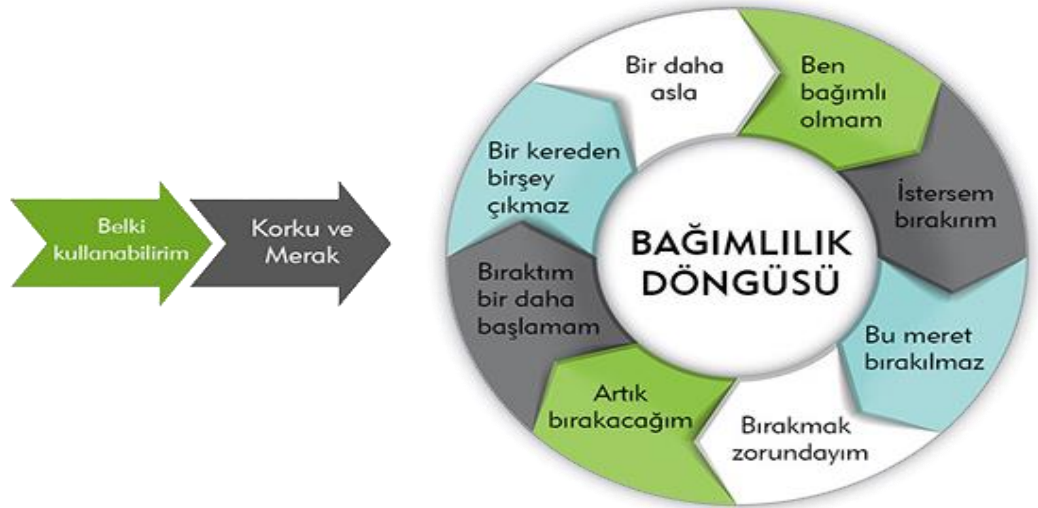 Belki
kullanabilirim
Korku ve
Merak
Bir kereden
birşey
çıkmaz
Bir daha
asla
Ben
bağımlı
olmam
İstersem
bırakırım
Bu meret
bırakılmaz
Bırakmak
zorundayım
Artık
bırakacağım
Bıraktım
bir daha
başlamam
BAĞIMLILIK
DÖNGÜSÜ